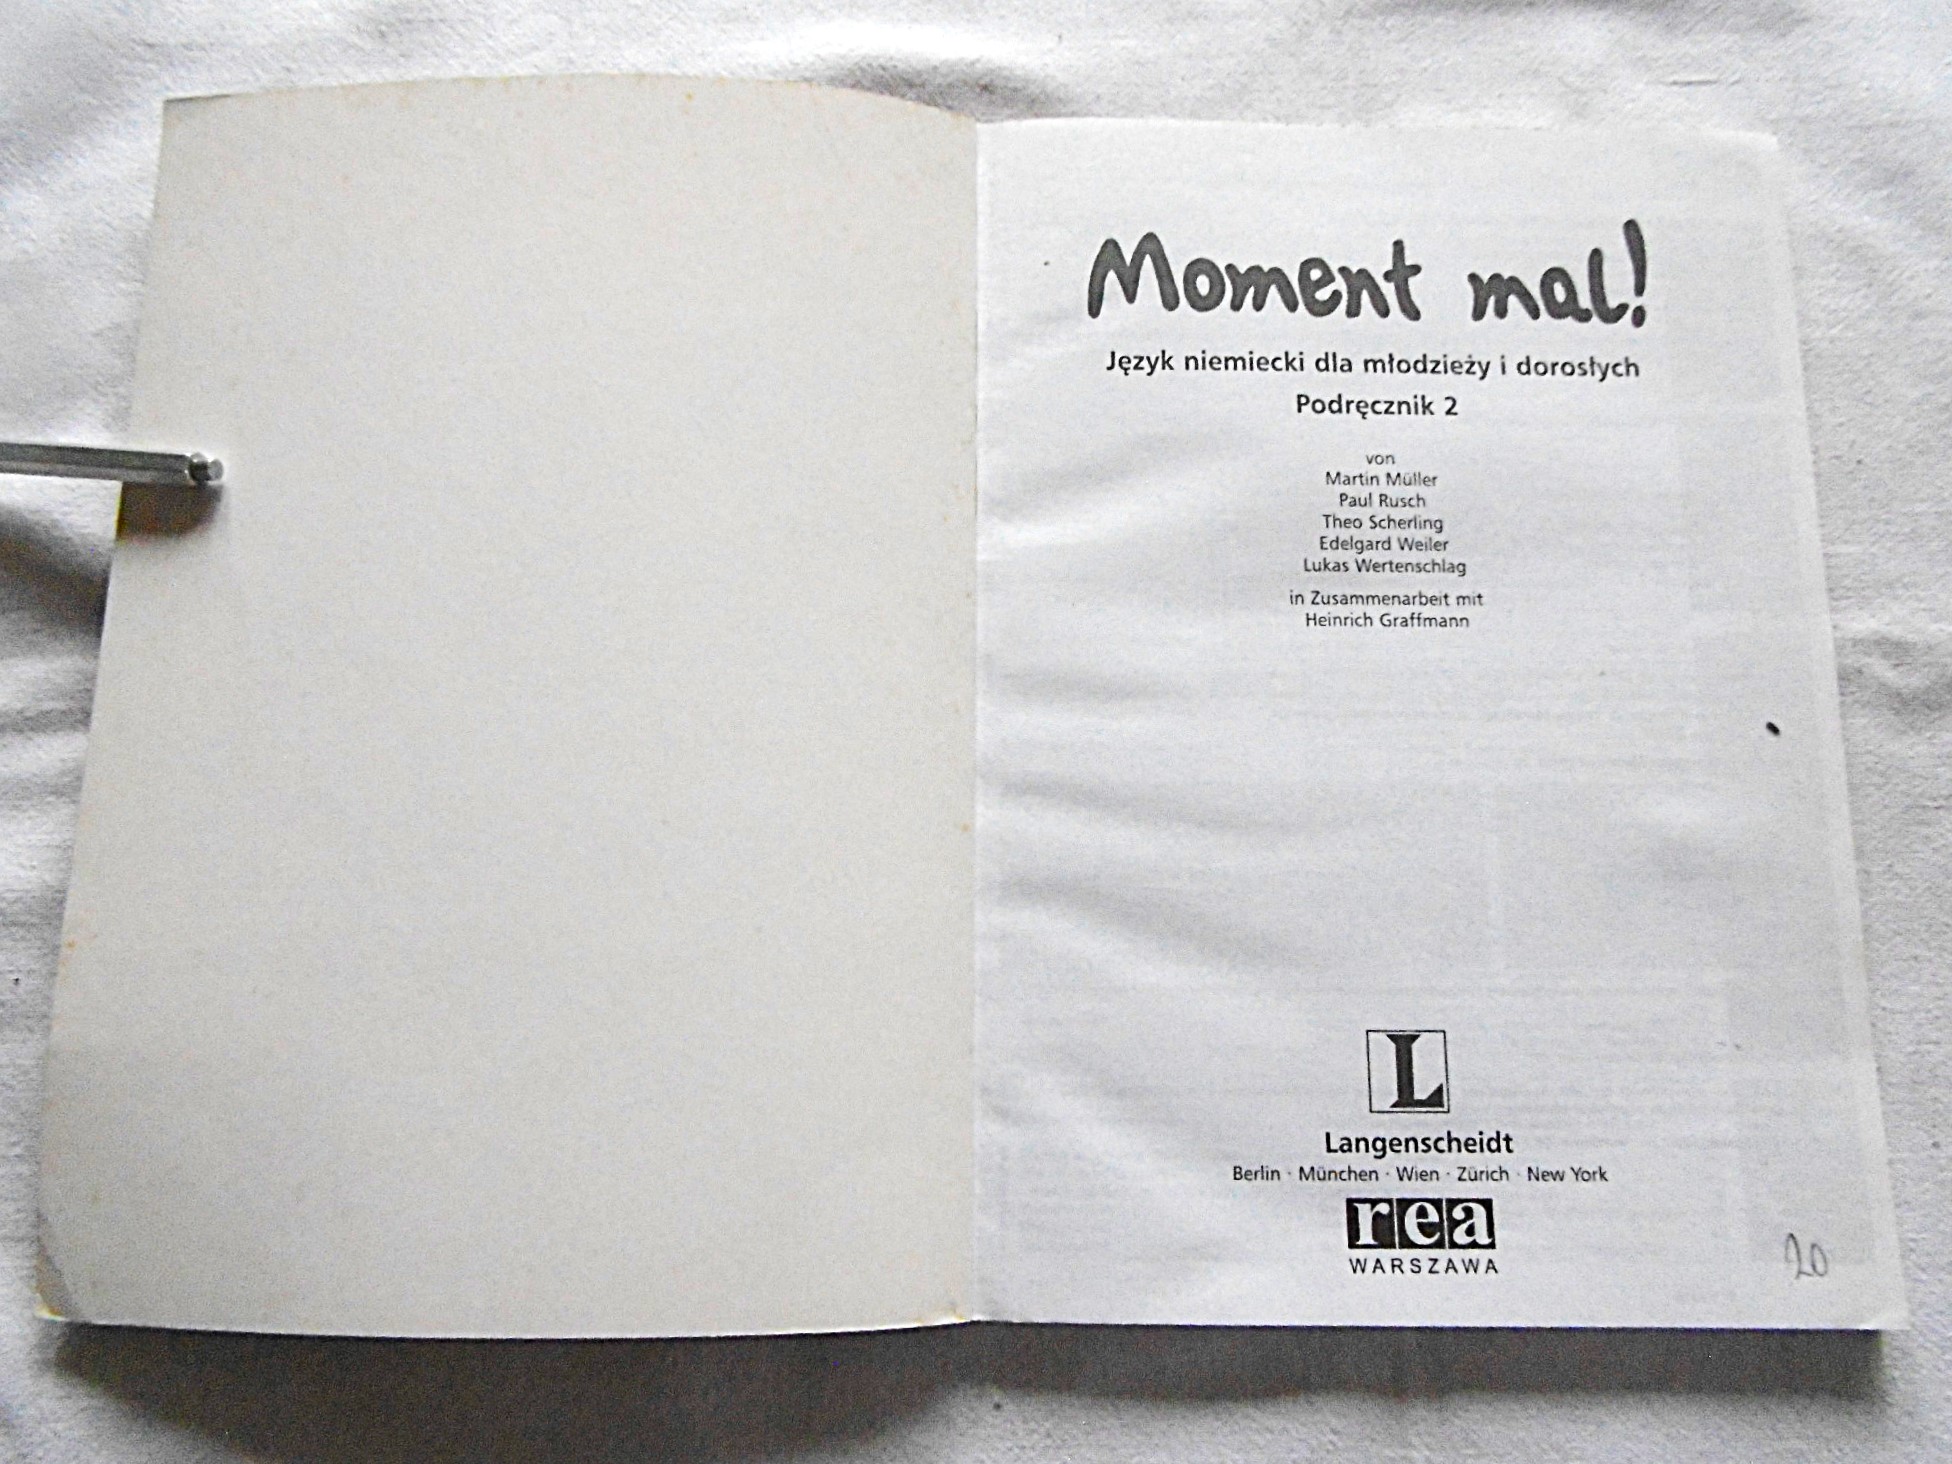 Moment mal!
Język niemiecki dla młodzieży i dorosłych
Podręcznik 2
von
Martin Müller
Paul Rusch
Theo Scherling
Edelgard Weiler
Lukas Wertenschlag
in Zusammenarbeit mit
Heinrich Graffmann
L
Langenscheidt
Berlin · München · Wien · Zürich · New York
rea
WARSZAWA
20